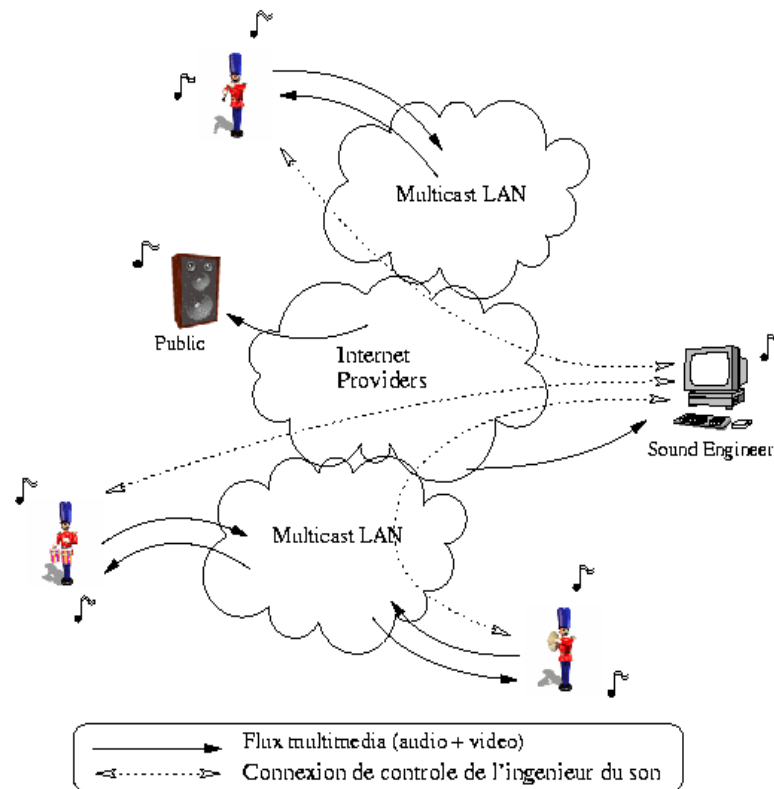 Multicast LAN
Public
Internet
Providers
Sound Engineer
Multicast LAN
Flux multimedia (audio + video)
Connexion de controle de l'ingenieur du son